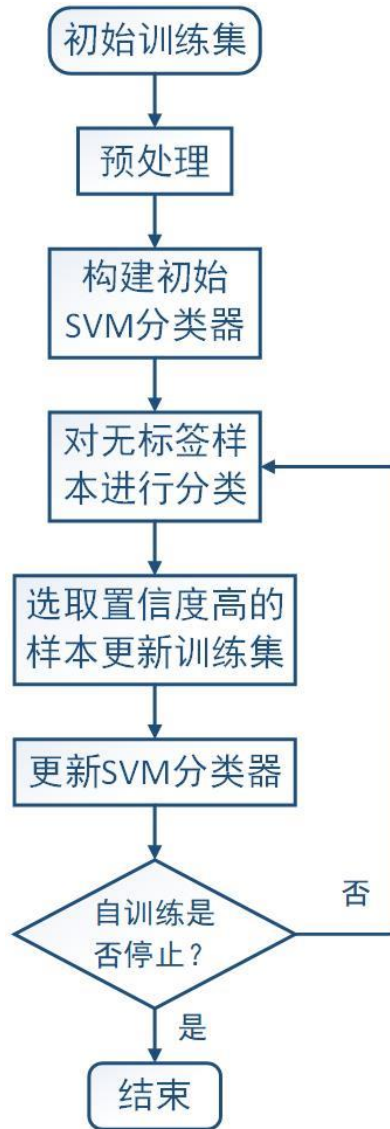 初始训练集
预处理
构建初始
SVM分类器
对无标签样
本进行分类
选取置信度高的
样本更新训练集
更新SVM分类器
自训练是
否停止？
否
是
结束